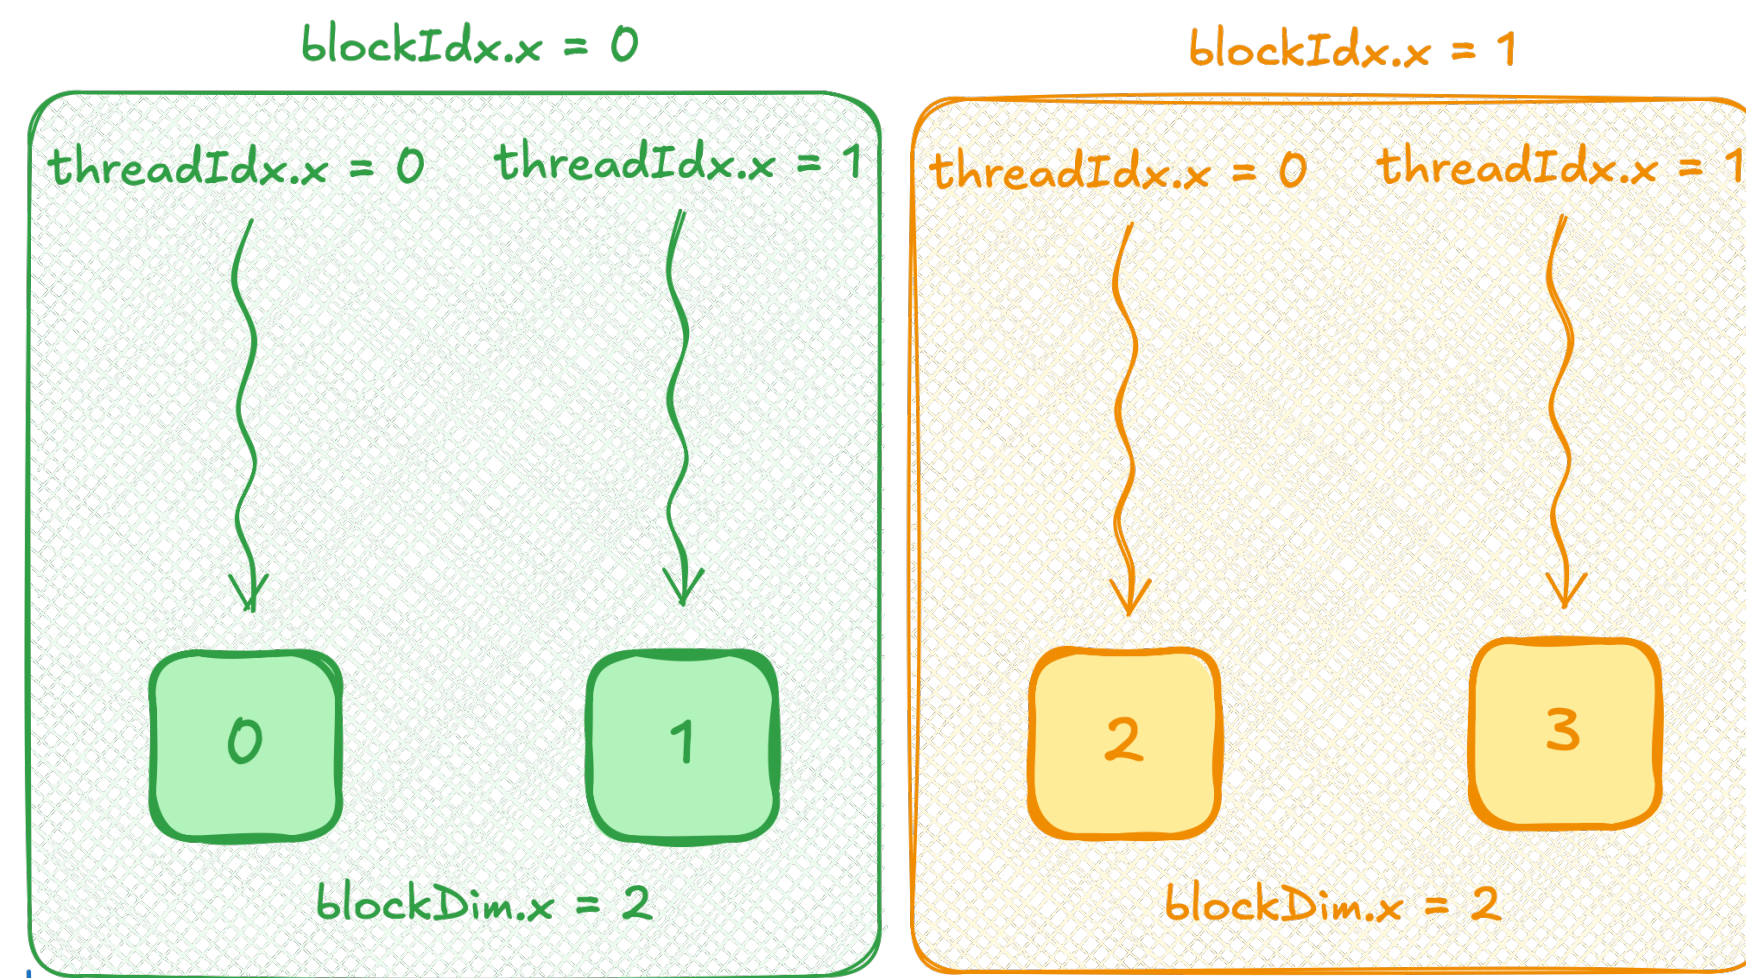 blockIdx.x = 0
threadIdx.x = 0
threadIdx.x = 1
0
1
blockDim.x = 2
blockIdx.x = 1
threadIdx.x = 0
threadIdx.x = 1
2
3
blockDim.x = 2